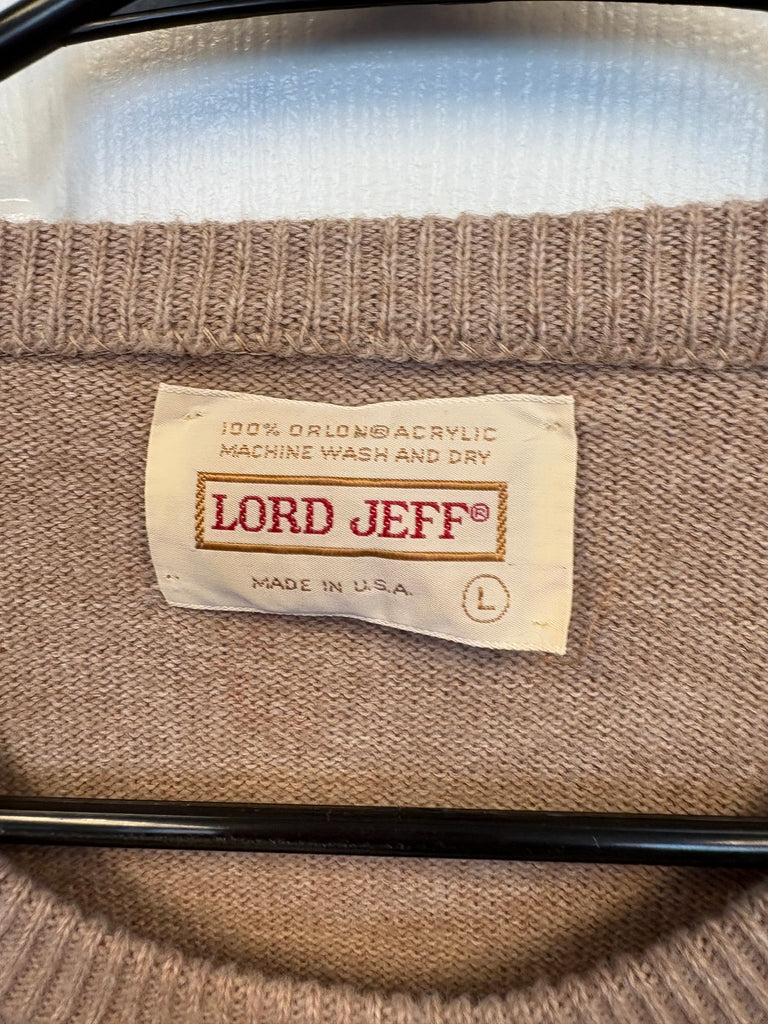 100% ORLON® ACRYLIC
MACHINE WASH AND DRY
LORD JEFF®
MADE IN U.S.A.
L